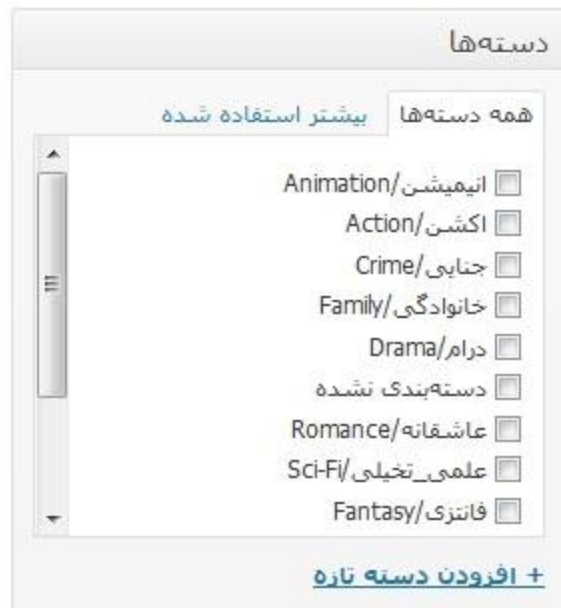 دسته‌ها
همه دسته‌ها بیشتر استفاده شده
انیمیشن/Animation
اکشن/Action
جنایی/Crime
خانوادگی/Family
درام/Drama
دسته‌بندی نشده
عاشقانه/Romance
علمی_تخیلی/Sci-Fi
فانتزی/Fantasy
+ افزودن دسته تازه